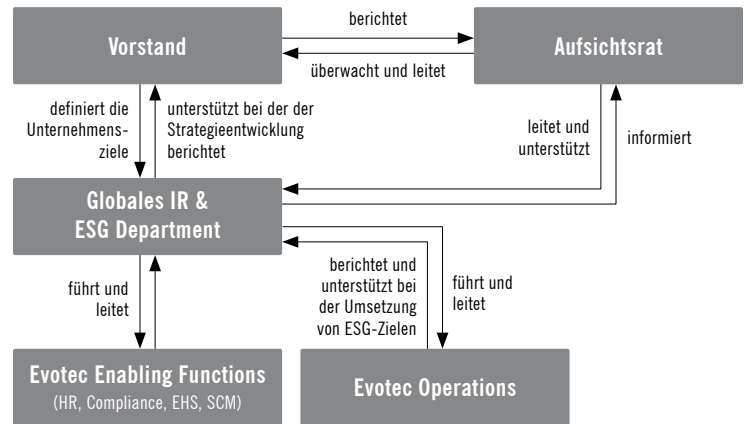 berichtet
Vorstand
Aufsichtsrat
überwacht und leitet
definiert die
Unternehmens-
ziele
unterstützt bei der der
Strategieentwicklung
berichtet
leitet und
unterstützt
informiert
Globales IR &
ESG Department
führt und
leitet
berichtet und
unterstützt bei
der Umsetzung
von ESG-Zielen
führt und
leitet
Evotec Enabling Functions
(HR, Compliance, EHS, SCM)
Evotec Operations